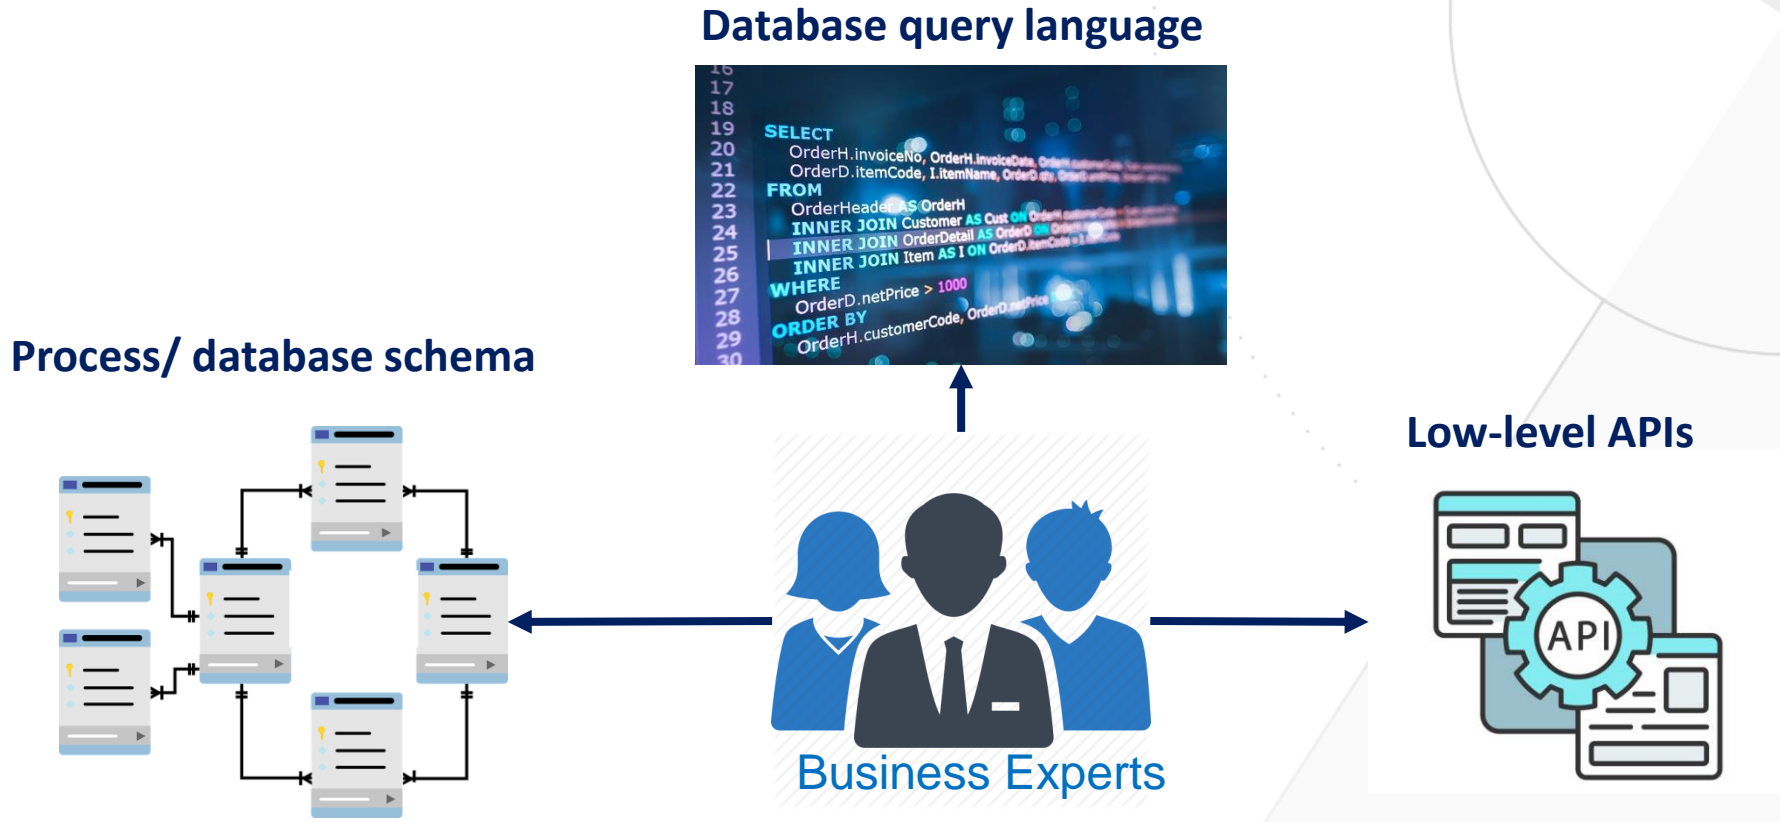 Database query language
16
17
18
19 SELECT
20 OrderH.invoiceNo, OrderH.invoiceDate,
21 OrderD.itemCode, I.itemName,
22 FROM
23 OrderHeader AS OrderH
24 INNER JOIN Customer AS Cust ON
25 INNER JOIN OrderDetail AS OrderD ON
26 INNER JOIN Item AS I ON OrderD.itemCode
27 WHERE
28 OrderD.netPrice > 1000
29 ORDER BY
30 OrderH.customerCode, OrderD.netPrice
Process/ database schema
Low-level APIs
API
Business Experts